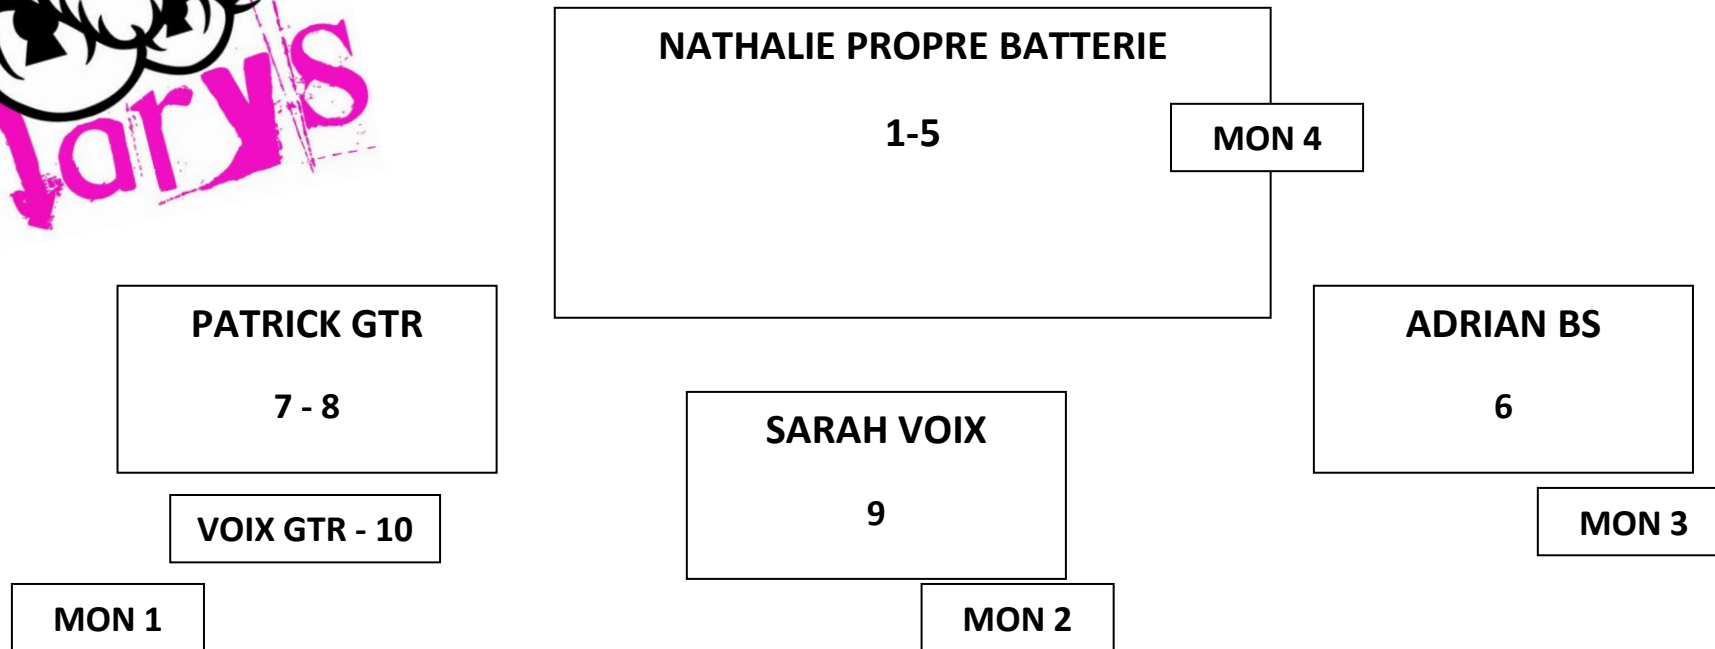 arys
NATHALIE PROPRE BATTERIE
1-5
MON 4
PATRICK GTR
7 - 8
ADRIAN BS
6
SARAH VOIX
9
VOIX GTR - 10
MON 3
MON 1
MON 2